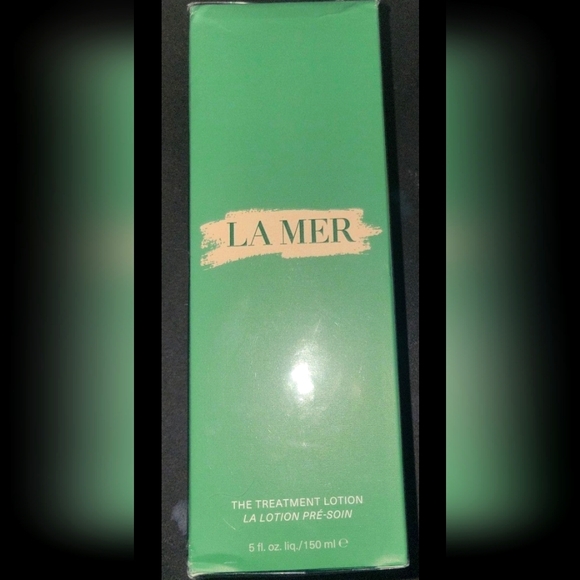 LA MER
THE TREATMENT LOTION
LA LOTION PRÉ-SOIN
5 fl. oz. liq./150 ml ℮